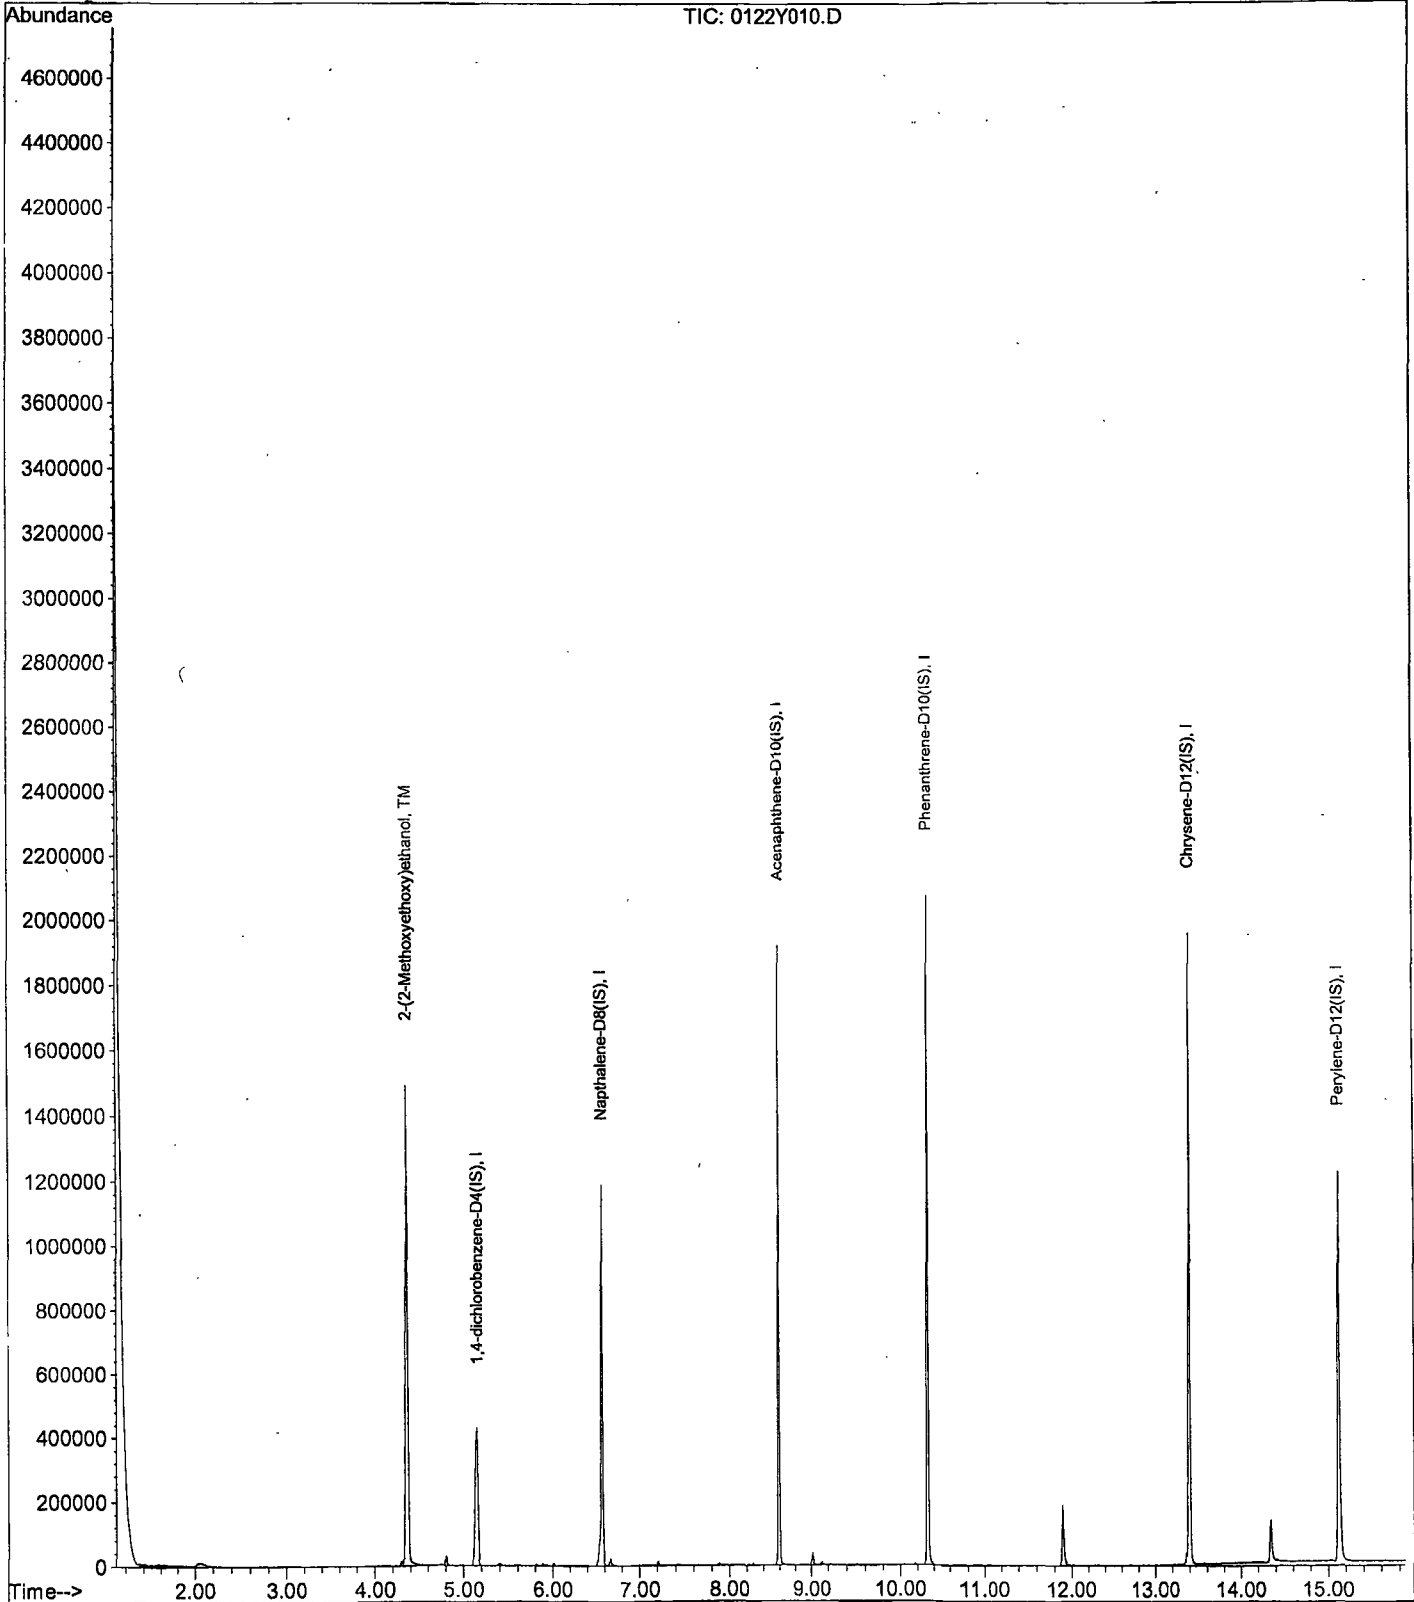 Abundance
TIC: 0122Y010.D
4600000
4400000
4200000
4000000
3800000
3600000
3400000
3200000
3000000
2800000
2600000
2400000
2200000
2000000
1800000
1600000
1400000
1200000
1000000
800000
600000
400000
200000
0
2-(2-Methoxyethoxy)ethanol, TM
1,4-dichlorobenzene-D4(IS), I
Napthalene-D8(IS), I
Acenaphthene-D10(IS), I
Phenanthrene-D10(IS), I
Chrysene-D12(IS), I
Perylene-D12(IS), I
Time--> 2.00 3.00 4.00 5.00 6.00 7.00 8.00 9.00 10.00 11.00 12.00 13.00 14.00 15.00